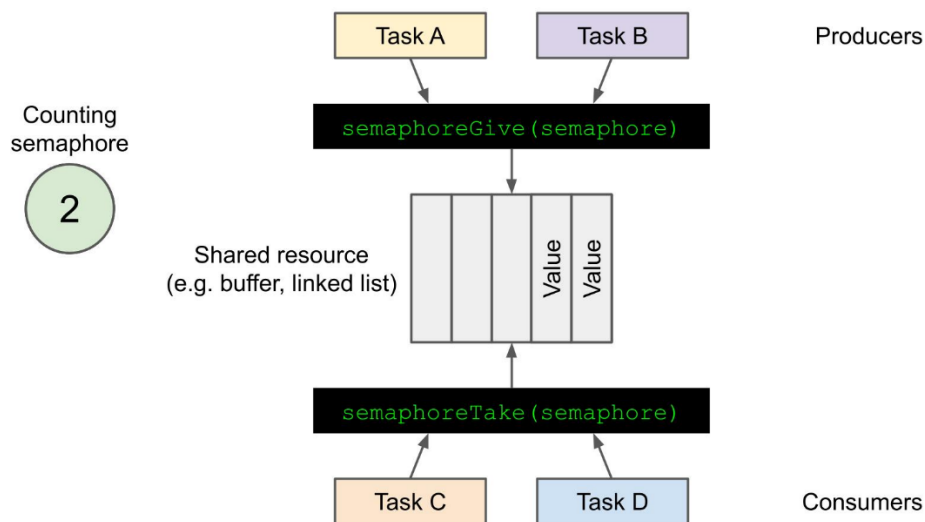 Task A
Task B
Producers
semaphoreGive(semaphore)
Counting
semaphore
2
Shared resource
(e.g. buffer, linked list)
Value
Value
semaphoreTake(semaphore)
Task C
Task D
Consumers